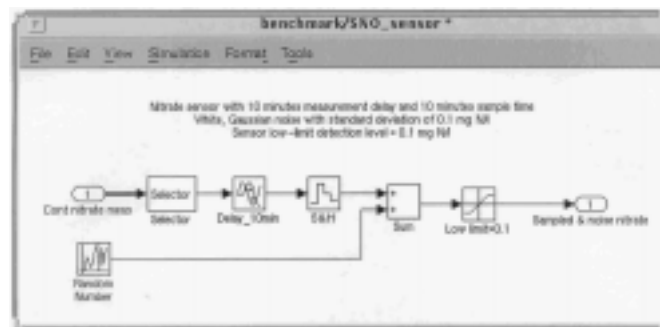 benchmark/SNO_sensor *
File Edit View Simulation Format Tools
Nitrate sensor with 10 minutes measurement delay and 10 minutes sample time
White, Gaussian noise with standard deviation of 0.1 mg N/l
Sensor low-limit detection level = 0.1 mg N/l
1
Cont nitrate meas
Selector
Selector
Delay_10min
S&H
+
+
Sum
Low limit=0.1
1
Sampled & noise nitrate
Random
Number